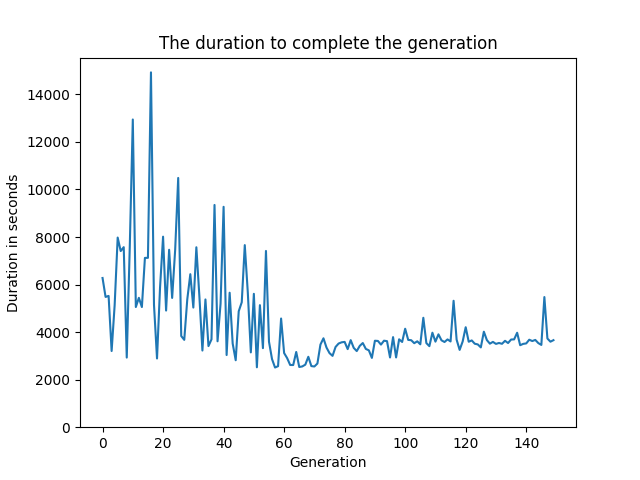 The duration to complete the generation
Duration in seconds
14000
12000
10000
8000
6000
4000
2000
0
0 20 40 60 80 100 120 140
Generation